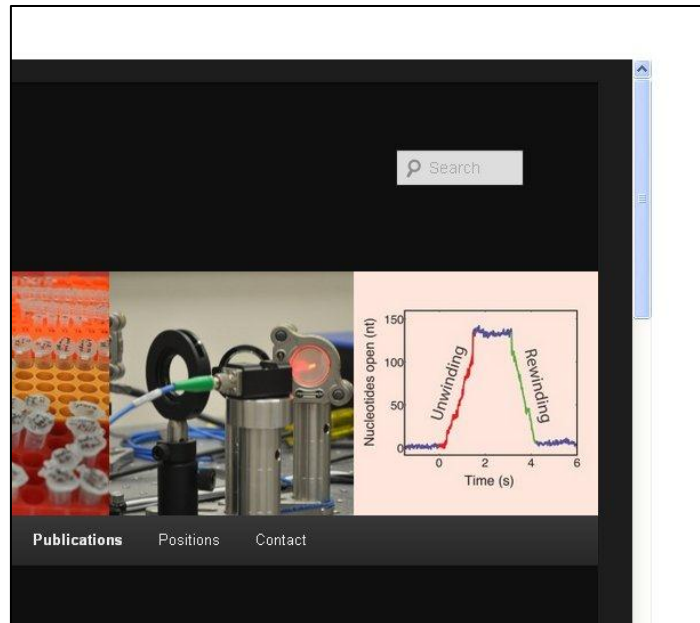 Search
150
100
50
0
Nucleotides open (nt)
Unwinding
Rewinding
0 2 4 6
Time (s)
Publications Positions Contact